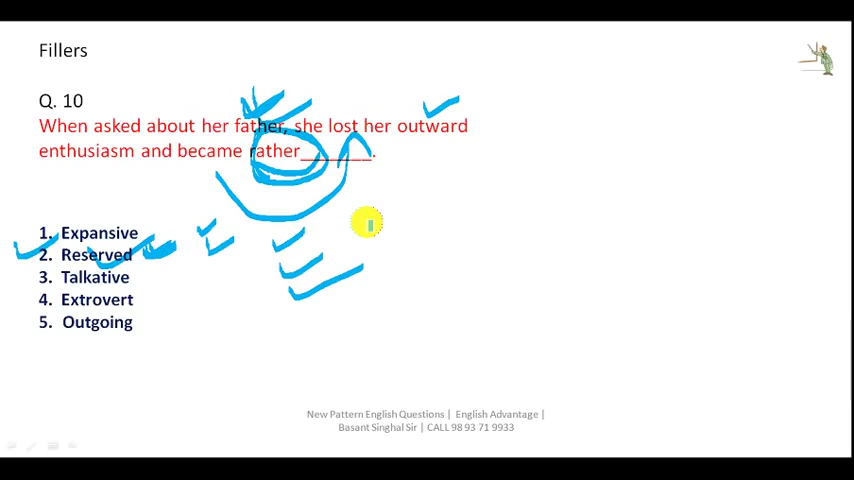 Fillers
Q. 10
When asked about her father, she lost her outward
enthusiasm and became rather_______.
1. Expansive
2. Reserved
3. Talkative
4. Extrovert
5. Outgoing
New Pattern English Questions | English Advantage |
Basant Singhal Sir | CALL 98 93 71 9933